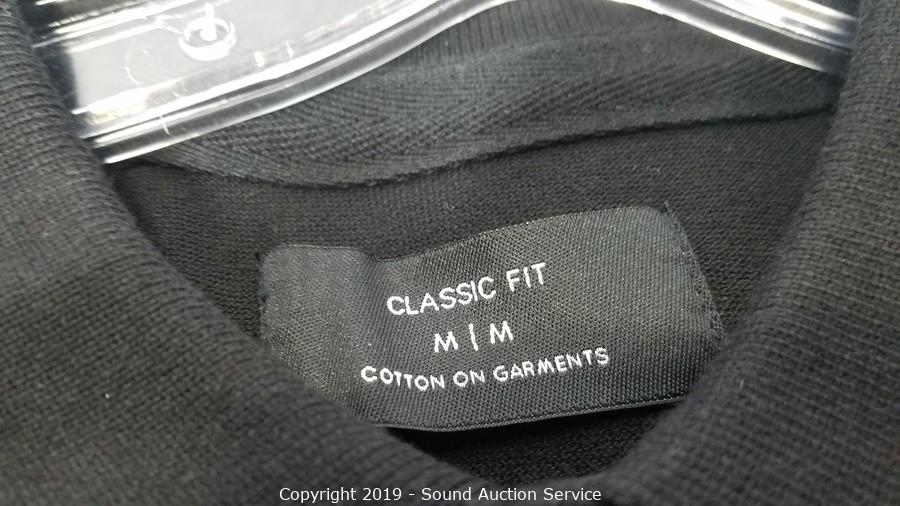 CLASSIC FIT
M | M
COTTON ON GARMENTS
Copyright 2019 - Sound Auction Service